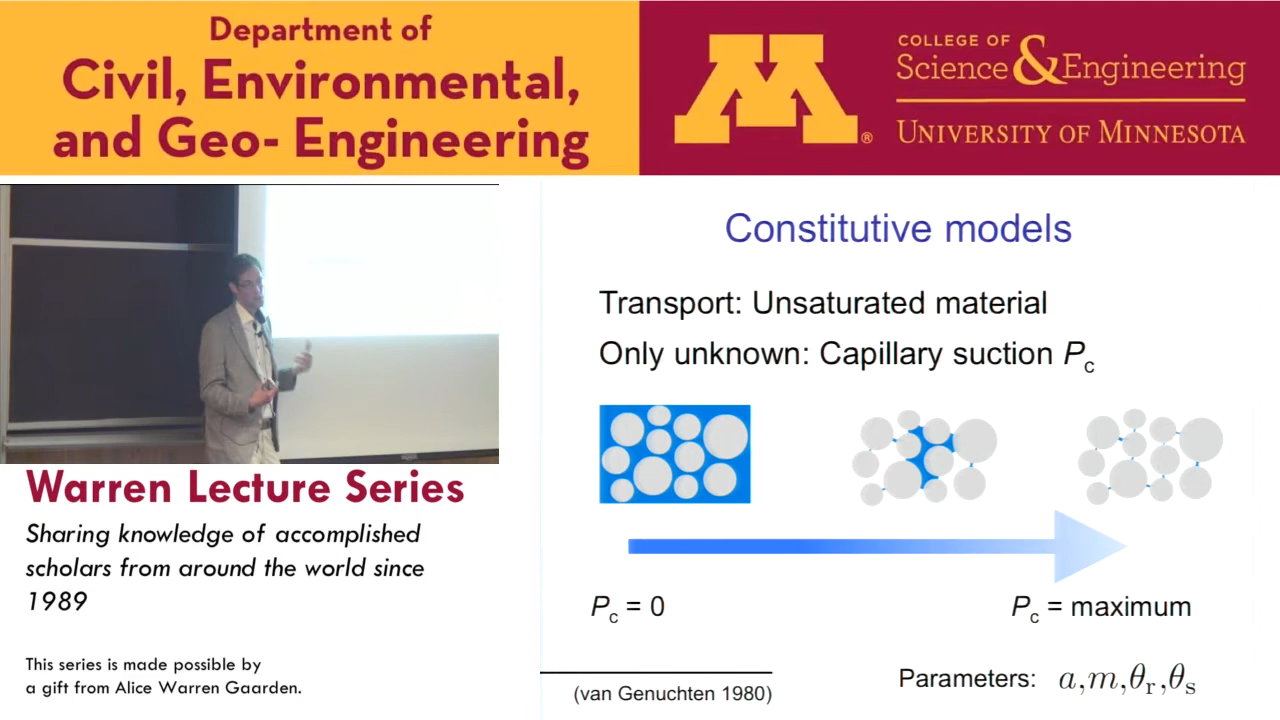 Department of
Civil, Environmental,
and Geo- Engineering
M®
COLLEGE OF
Science & Engineering
UNIVERSITY OF MINNESOTA
Warren Lecture Series
Sharing knowledge of accomplished
scholars from around the world since
1989
This series is made possible by
a gift from Alice Warren Gaarden.
Constitutive models
Transport: Unsaturated material
Only unknown: Capillary suction Pc
Pc = 0
Pc = maximum
(van Genuchten 1980)
Parameters: a,m,θr,θs